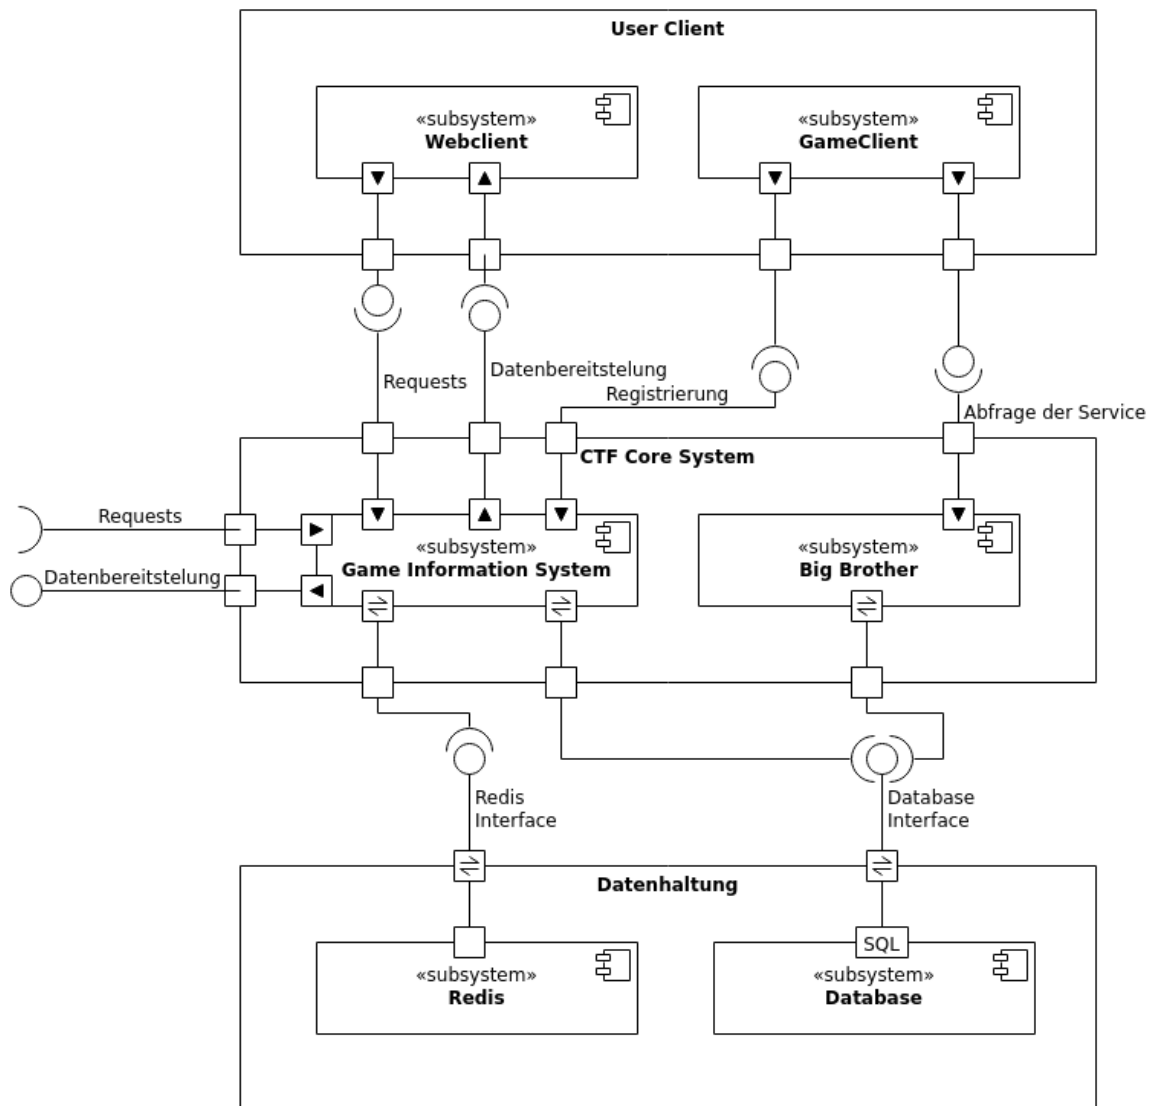 User Client
«subsystem»
Webclient
«subsystem»
GameClient
Requests
Datenbereitstelung
Registrierung
Abfrage der Service
CTF Core System
Requests
Datenbereitstelung
«subsystem»
Game Information System
«subsystem»
Big Brother
Redis
Interface
Database
Interface
Datenhaltung
«subsystem»
Redis
SQL
«subsystem»
Database